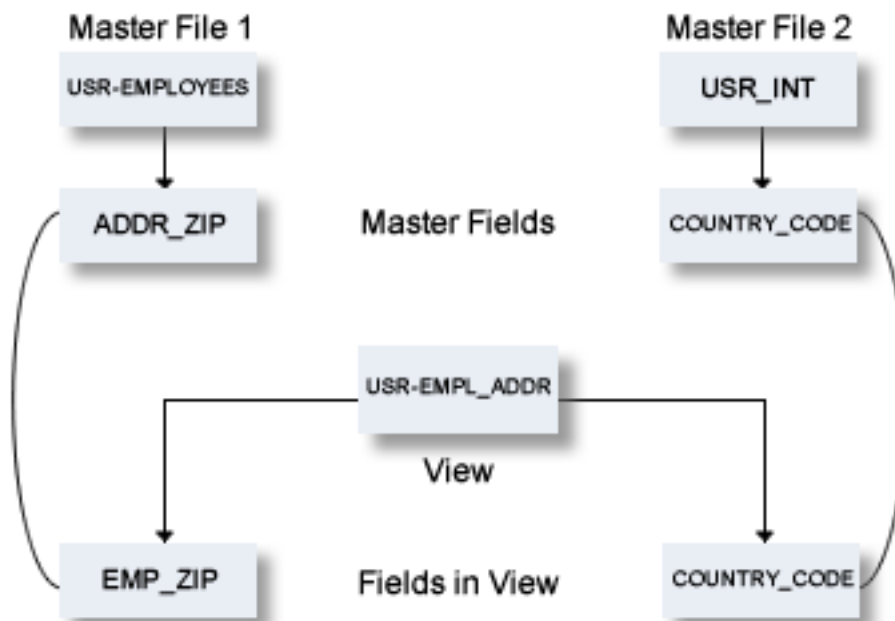 Master File 1
Master File 2
USR-EMPLOYEES
USR_INT
ADDR_ZIP
Master Fields
COUNTRY_CODE
USR-EMPL_ADDR
View
EMP_ZIP
Fields in View
COUNTRY_CODE